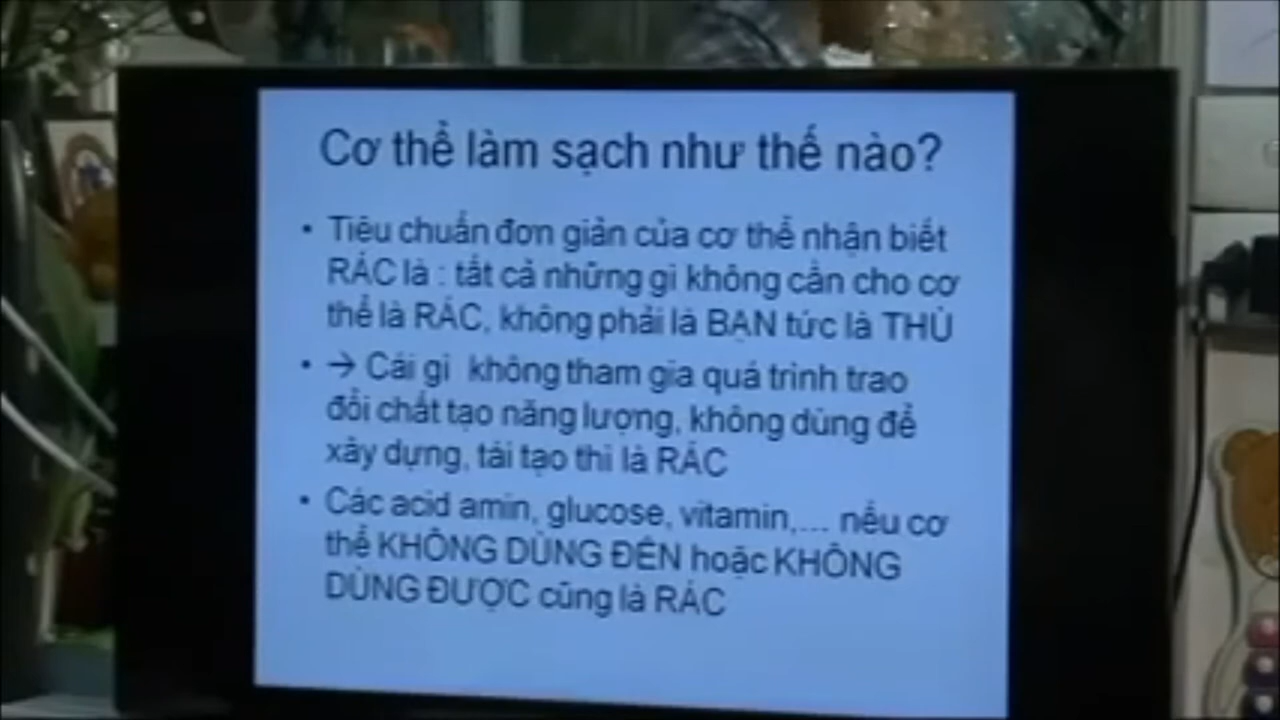 Cơ thể làm sạch như thế nào?
• Tiêu chuẩn đơn giản của cơ thể nhận biết
RÁC là : tất cả những gì không cần cho cơ
thể là RÁC, không phải là BẠN tức là THÙ
• → Cái gì không tham gia quá trình trao
đổi chất tạo năng lượng, không dùng để
xây dựng, tái tạo thì là RÁC
• Các acid amin, glucose, vitamin,... nếu cơ
thể KHÔNG DÙNG ĐẾN hoặc KHÔNG
DÙNG ĐƯỢC cũng là RÁC